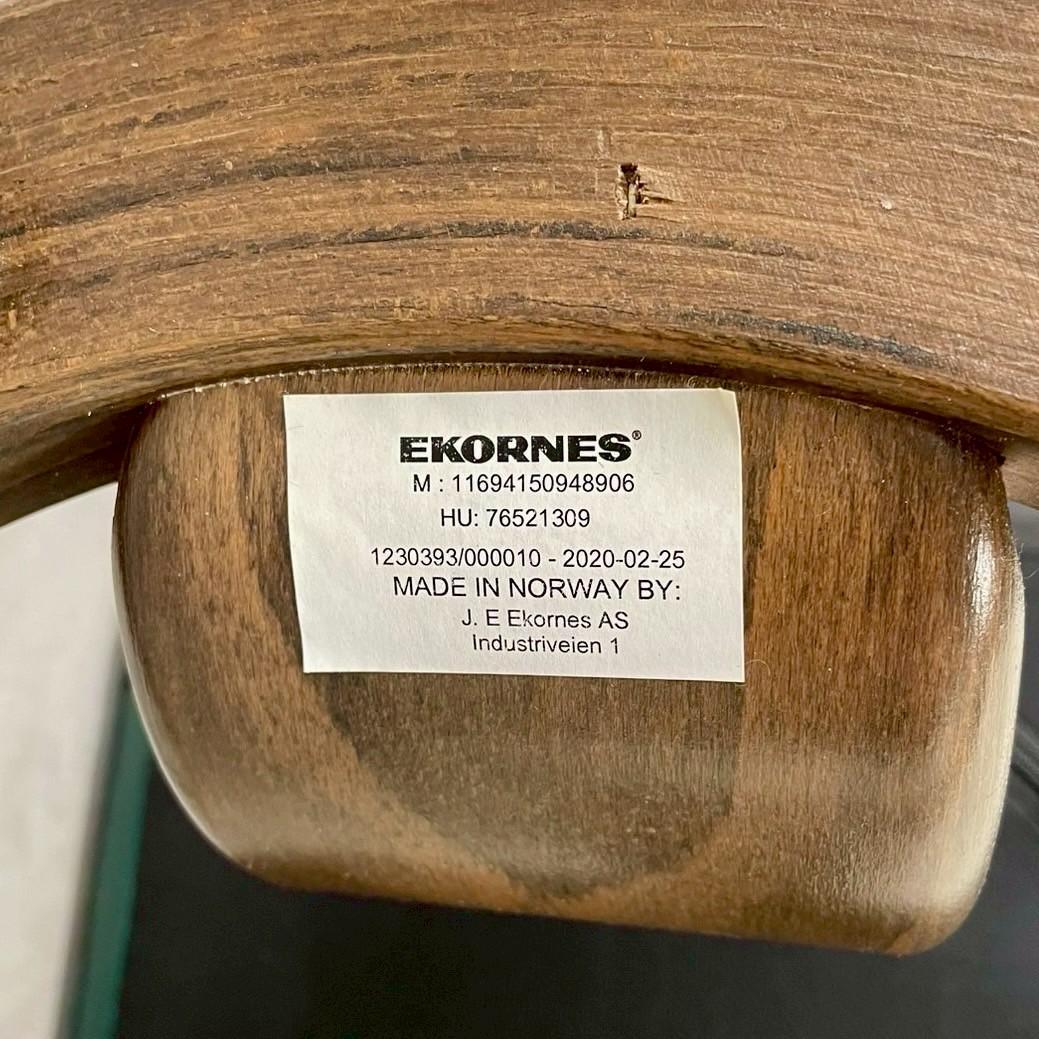 EKORNES®
M : 11694150948906
HU: 76521309
1230393/000010 - 2020-02-25
MADE IN NORWAY BY:
J. E Ekornes AS
Industriveien 1